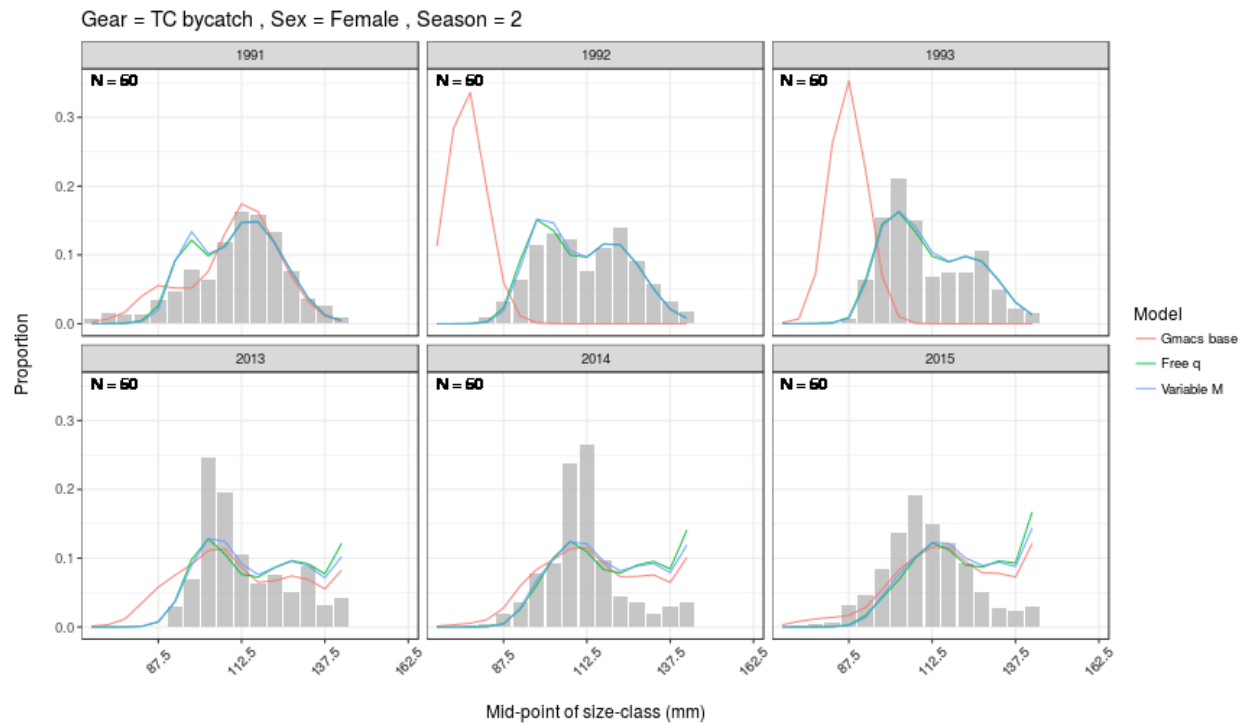 Gear = TC bycatch , Sex = Female , Season = 2
1991
1992
1993
N = 60
N = 60
N = 60
0.3
0.2
0.1
0.0
2013
2014
2015
N = 60
N = 60
N = 60
0.3
0.2
0.1
0.0
87.5
112.5
137.5
162.5
87.5
112.5
137.5
162.5
87.5
112.5
137.5
162.5
Proportion
Mid-point of size-class (mm)
Model
Gmacs base
Free q
Variable M